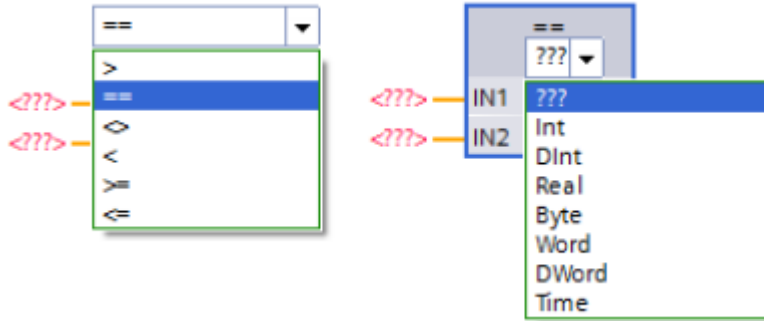 ==
>
<???> ==
<>
<???> <
>=
<=
==
???
<???> IN1 ???
<???> IN2 Int
DInt
Real
Byte
Word
DWord
Time